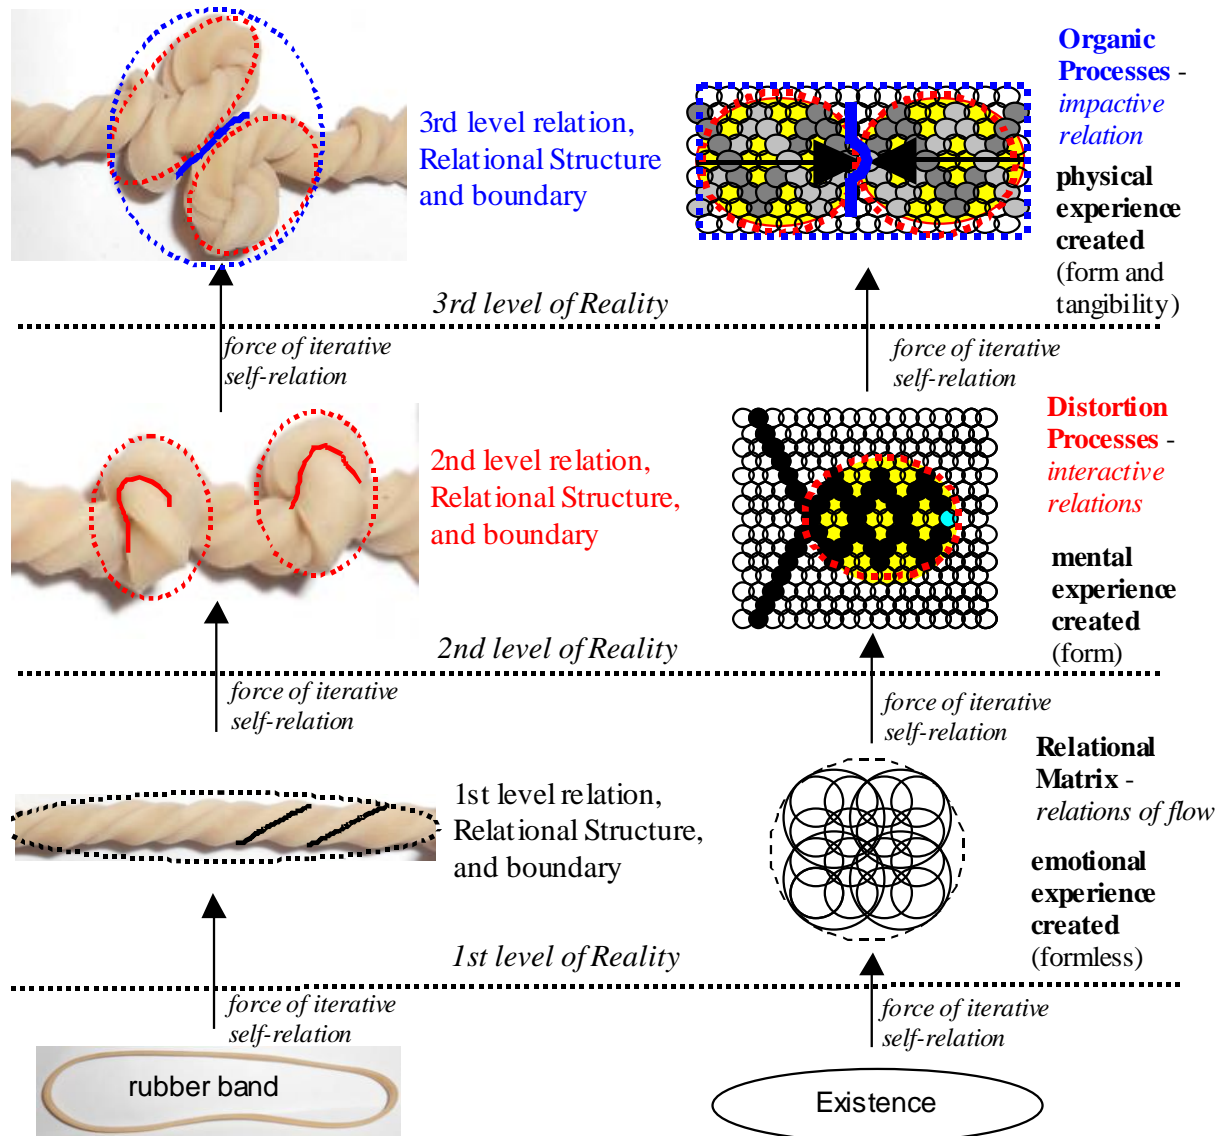 Organic
Processes -
impactive
relation
physical
experience
created
(form and
tangibility)
3rd level relation,
Relational Structure
and boundary
3rd level of Reality
force of iterative
self-relation
force of iterative
self-relation
Distortion
Processes -
interactive
relations
mental
experience
created
(form)
2nd level relation,
Relational Structure,
and boundary
2nd level of Reality
force of iterative
self-relation
force of iterative
self-relation
Relational
Matrix -
relations of flow
emotional
experience
created
(formless)
1st level relation,
Relational Structure,
and boundary
1st level of Reality
force of iterative
self-relation
force of iterative
self-relation
rubber band
Existence